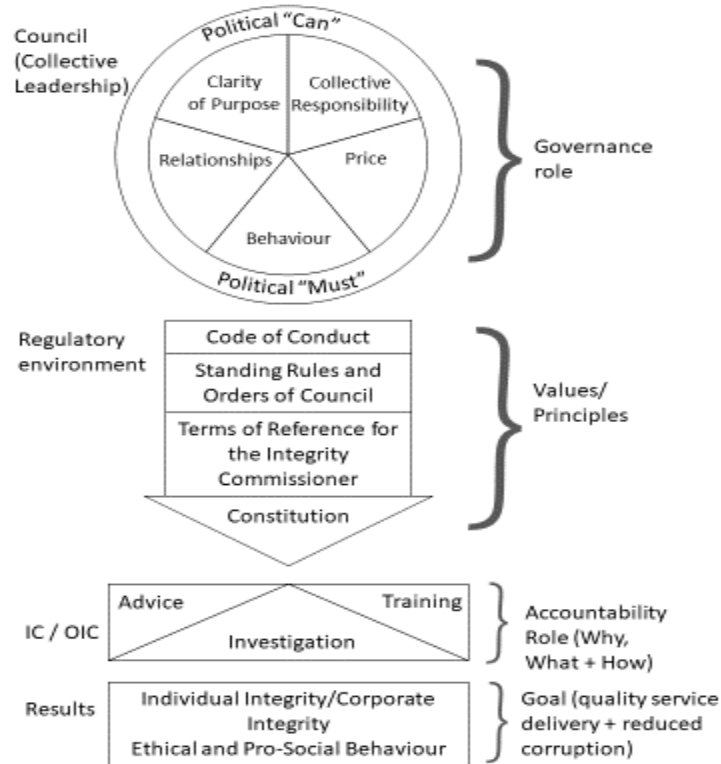 Council
(Collective
Leadership)
Political "Can"
Clarity
of Purpose
Collective
Responsibility
Relationships
Price
Behaviour
Political "Must"
Governance
role
Regulatory
environment
Code of Conduct
Standing Rules and
Orders of Council
Terms of Reference for
the Integrity
Commissioner
Constitution
Values/
Principles
IC / OIC
Advice
Training
Investigation
Accountability
Role (Why,
What + How)
Results
Individual Integrity/Corporate
Integrity
Ethical and Pro-Social Behaviour
Goal (quality service
delivery + reduced
corruption)